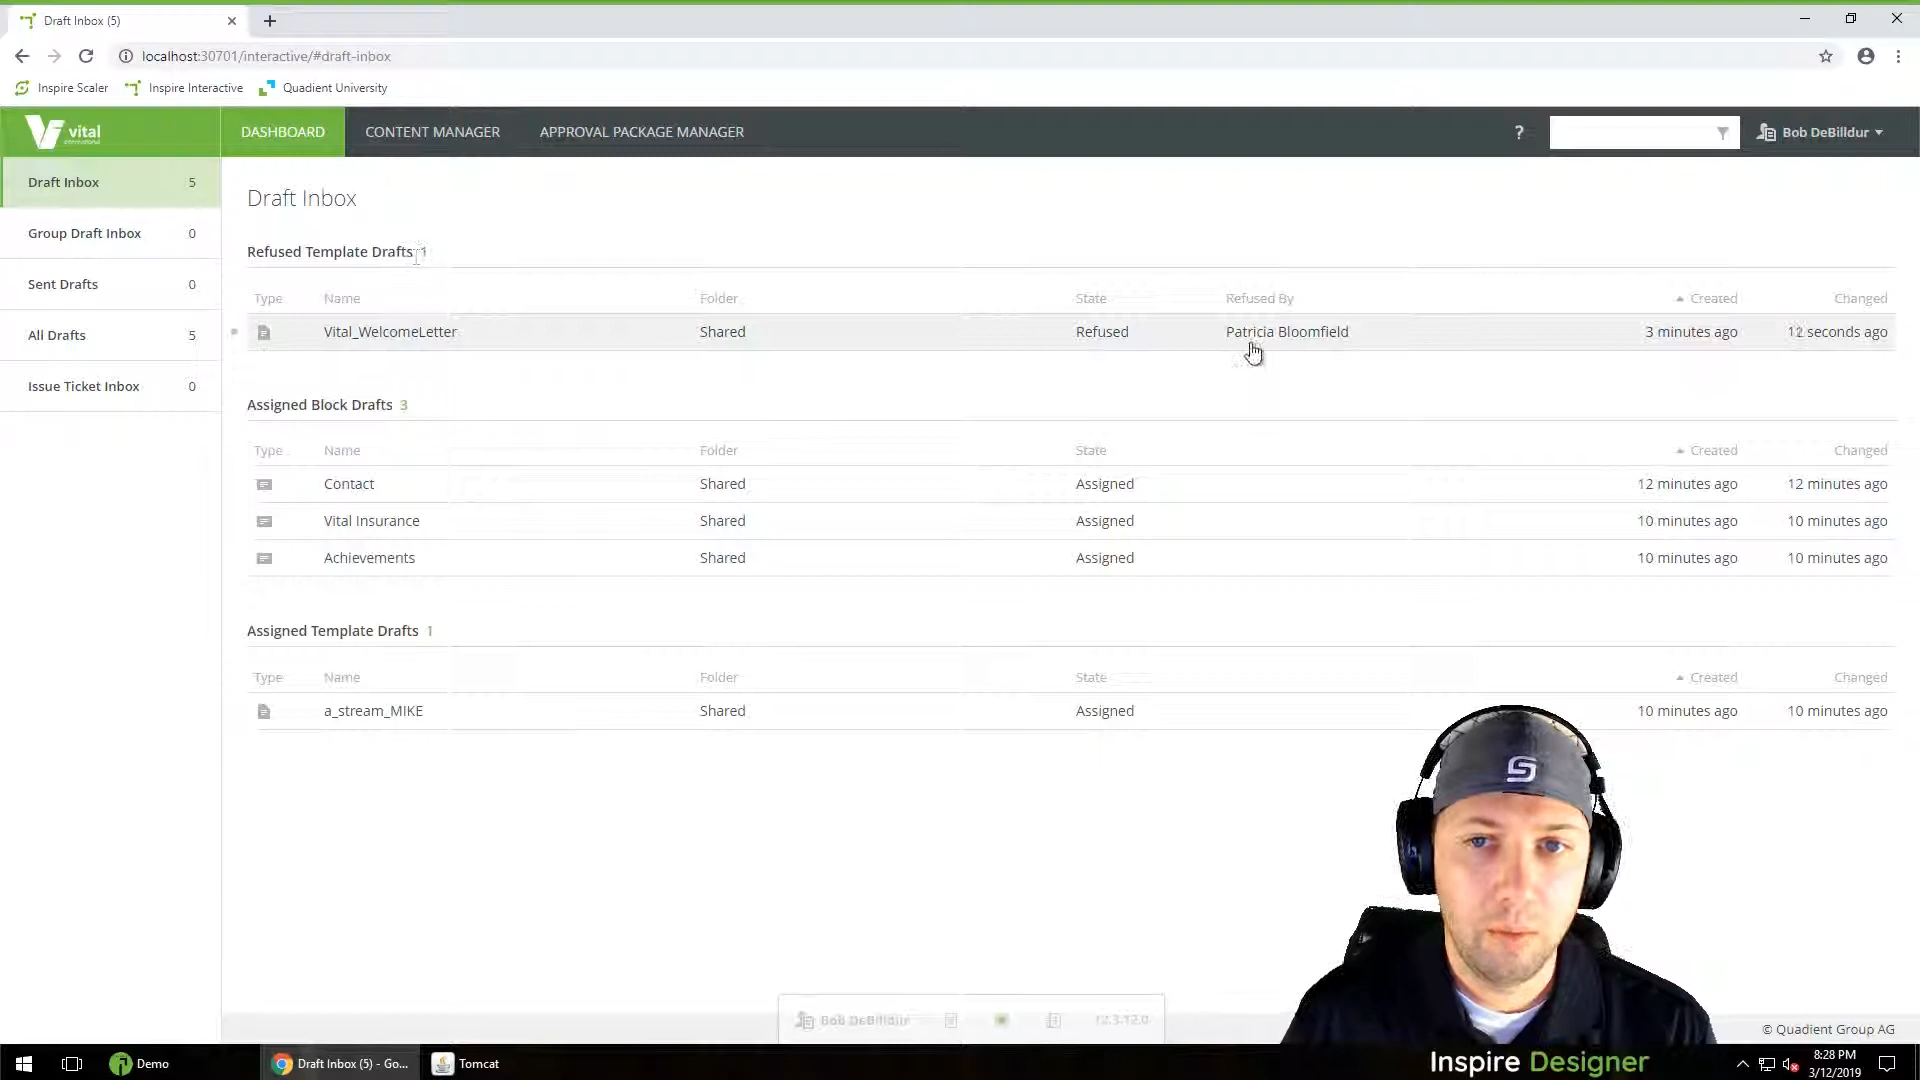 Draft Inbox (5)
localhost:30701/interactive/#draft-inbox
Inspire Scaler Inspire Interactive Quadient University
vital
international
DASHBOARD CONTENT MANAGER APPROVAL PACKAGE MANAGER ? Bob DeBilldur
Draft Inbox 5
Group Draft Inbox 0
Sent Drafts 0
All Drafts 5
Issue Ticket Inbox 0
Draft Inbox
Refused Template Drafts 1
Type Name Folder State Refused By Created Changed
Vital_WelcomeLetter Shared Refused Patricia Bloomfield 3 minutes ago 12 seconds ago
Assigned Block Drafts 3
Type Name Folder State Created Changed
Contact Shared Assigned 12 minutes ago 12 minutes ago
Vital Insurance Shared Assigned 10 minutes ago 10 minutes ago
Achievements Shared Assigned 10 minutes ago 10 minutes ago
Assigned Template Drafts 1
Type Name Folder State Created Changed
a_stream_MIKE Shared Assigned 10 minutes ago 10 minutes ago
Bob DeBilldur 12.3.12.0
© Quadient Group AG
Demo Draft Inbox (5) - Go... Tomcat
Inspire Designer
8:28 PM
3/12/2019